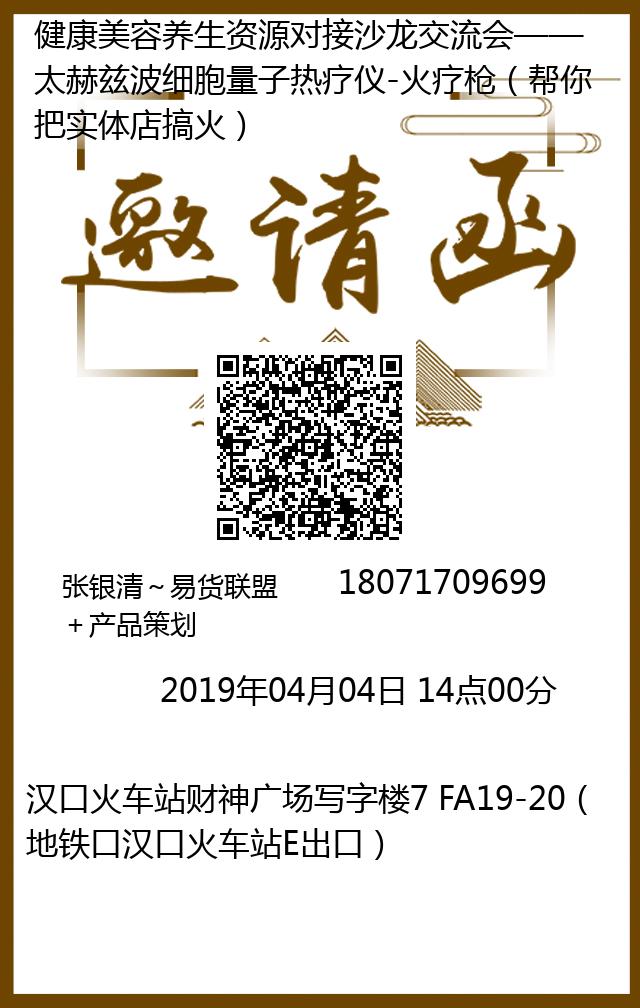 健康美容养生资源对接沙龙交流会——
太赫兹波细胞量子热疗仪-火疗枪（帮你
把实体店搞火）
邀请函
张银清～易货联盟 18071709699
＋产品策划
2019年04月04日 14点00分
汉口火车站财神广场写字楼7 FA19-20（
地铁口汉口火车站E出口）